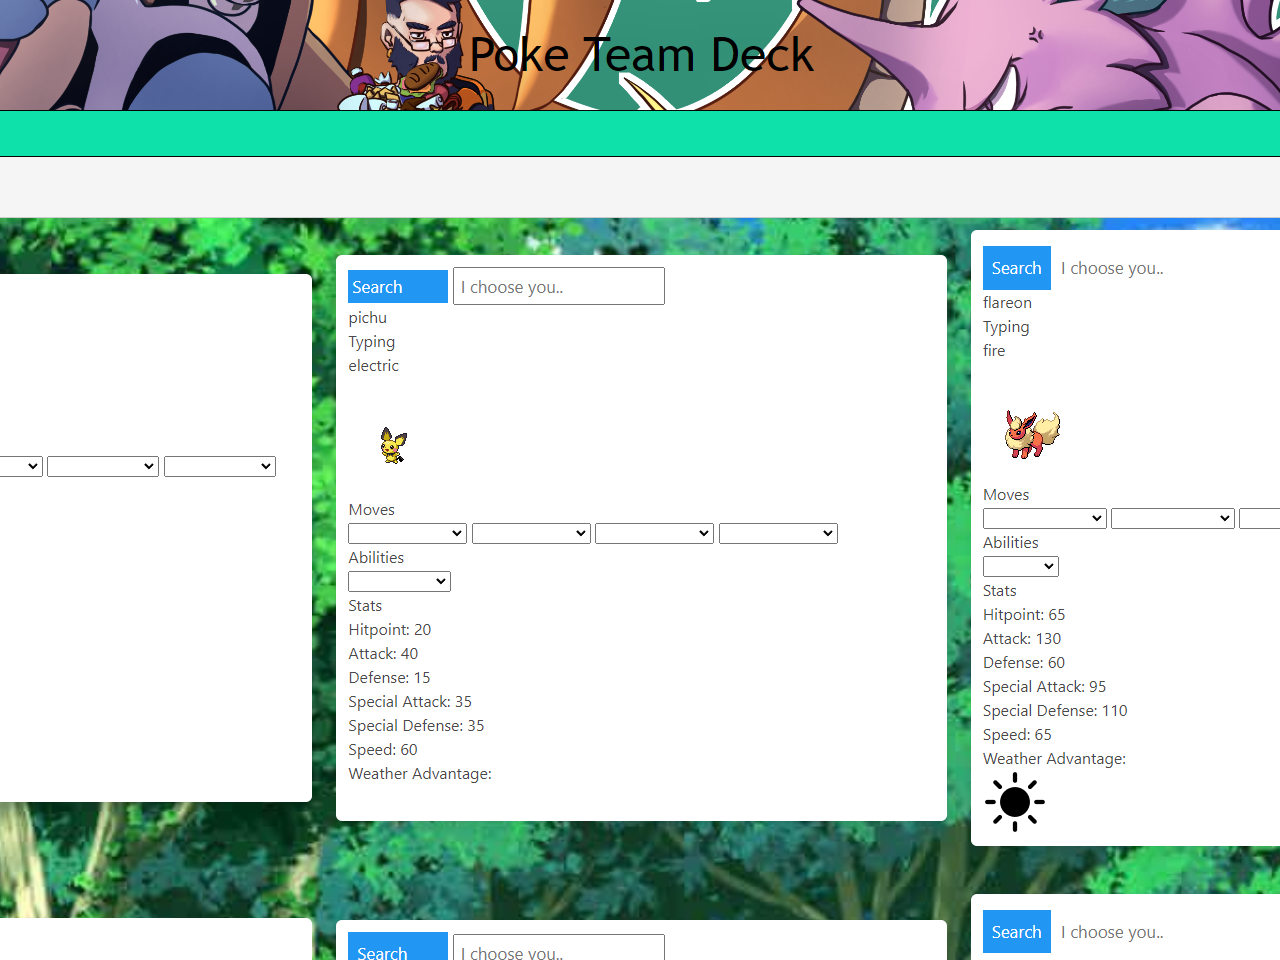 Poke Team Deck
Search I choose you..
pichu
Typing
electric
Moves
Abilities
Stats
Hitpoint: 20
Attack: 40
Defense: 15
Special Attack: 35
Special Defense: 35
Speed: 60
Weather Advantage:
Search I choose you..
flareon
Typing
fire
Moves
Abilities
Stats
Hitpoint: 65
Attack: 130
Defense: 60
Special Attack: 95
Special Defense: 110
Speed: 65
Weather Advantage:
Search I choose you..
Search I choose you..